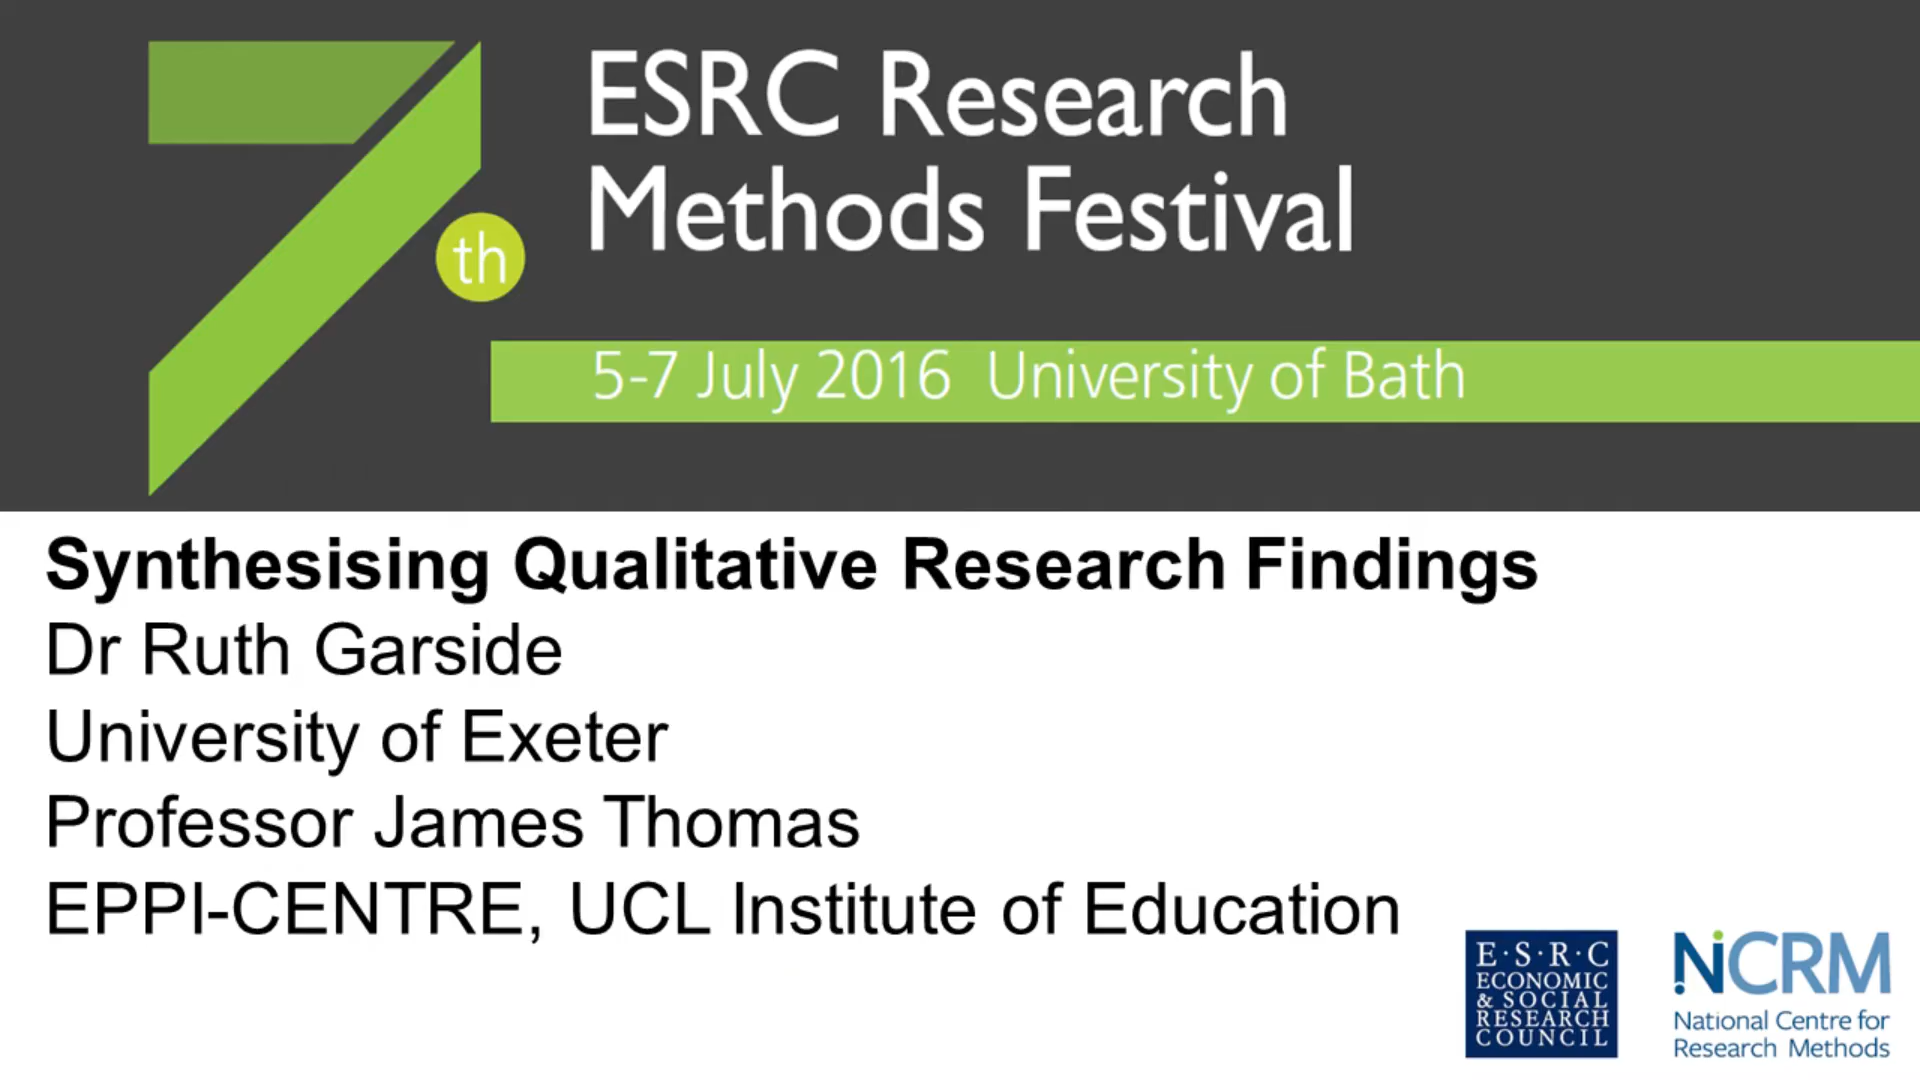 7th
ESRC Research
Methods Festival
5-7 July 2016 University of Bath
Synthesising Qualitative Research Findings
Dr Ruth Garside
University of Exeter
Professor James Thomas
EPPI-CENTRE, UCL Institute of Education
E·S·R·C
ECONOMIC
& SOCIAL
RESEARCH
COUNCIL
NCRM
National Centre for
Research Methods